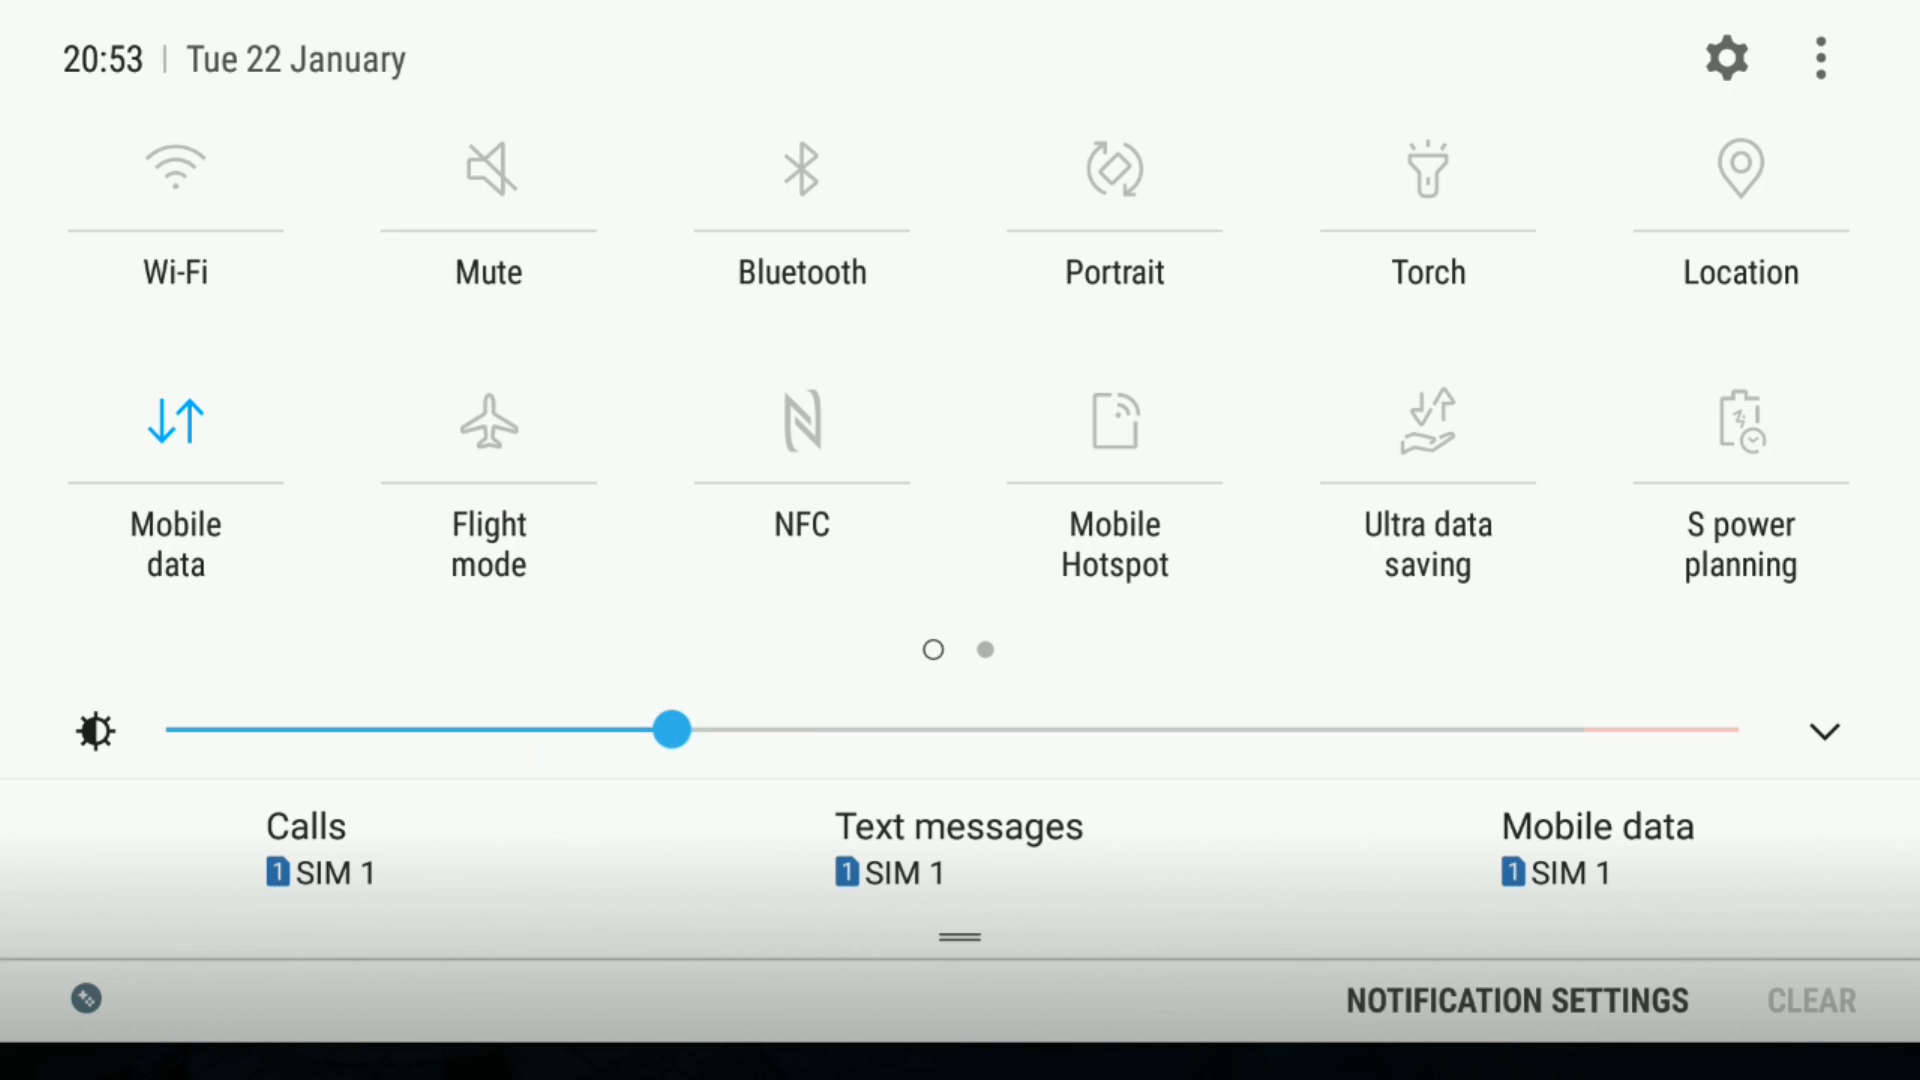 20:53 | Tue 22 January
Wi-Fi
Mute
Bluetooth
Portrait
Torch
Location
Mobile
data
Flight
mode
NFC
Mobile
Hotspot
Ultra data
saving
S power
planning
Calls
1 SIM 1
Text messages
1 SIM 1
Mobile data
1 SIM 1
NOTIFICATION SETTINGS
CLEAR